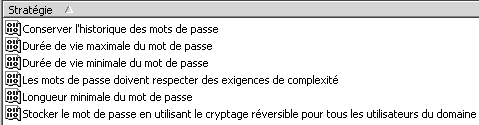 Stratégie
Conserver l'historique des mots de passe
Durée de vie maximale du mot de passe
Durée de vie minimale du mot de passe
Les mots de passe doivent respecter des exigences de complexité
Longueur minimale du mot de passe
Stocker le mot de passe en utilisant le cryptage réversible pour tous les utilisateurs du domaine